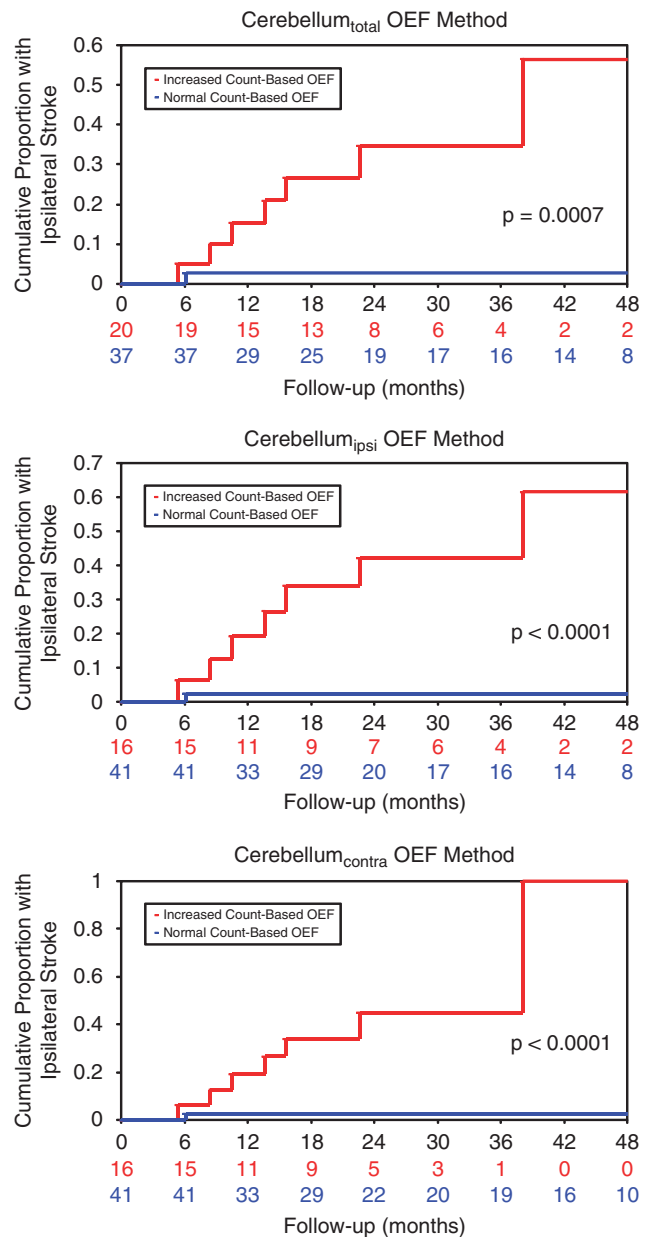 Cerebellumtotal OEF Method
Cumulative Proportion with
Ipsilateral Stroke
0.6
0.5
0.4
0.3
0.2
0.1
0
Increased Count-Based OEF
Normal Count-Based OEF
p = 0.0007
0 6 12 18 24 30 36 42 48
20 19 15 13 8 6 4 2 2
37 37 29 25 19 17 16 14 8
Follow-up (months)
Cerebellumipsi OEF Method
Cumulative Proportion with
Ipsilateral Stroke
0.7
0.6
0.5
0.4
0.3
0.2
0.1
0
Increased Count-Based OEF
Normal Count-Based OEF
p < 0.0001
0 6 12 18 24 30 36 42 48
16 15 11 9 7 6 4 2 2
41 41 33 29 20 17 16 14 8
Follow-up (months)
Cerebellumcontra OEF Method
Cumulative Proportion with
Ipsilateral Stroke
1
0.8
0.6
0.4
0.2
0
Increased Count-Based OEF
Normal Count-Based OEF
p < 0.0001
0 6 12 18 24 30 36 42 48
16 15 11 9 5 3 1 0 0
41 41 33 29 22 20 19 16 10
Follow-up (months)